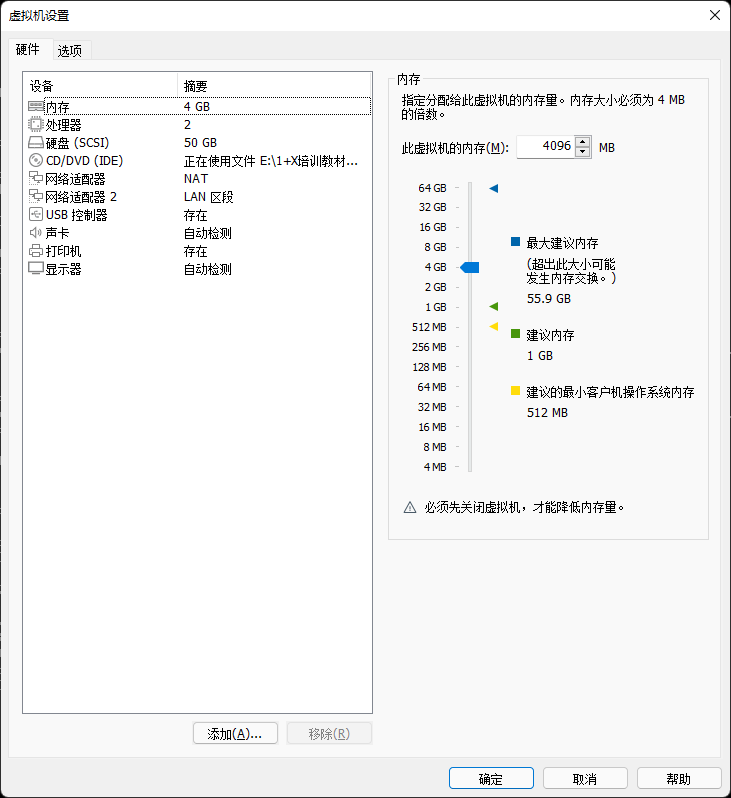 虚拟机设置
硬件 选项
设备 摘要
内存 4 GB
处理器 2
硬盘 (SCSI) 50 GB
CD/DVD (IDE) 正在使用文件 E:\1+X培训教材...
网络适配器 NAT
网络适配器 2 LAN 区段
USB 控制器 存在
声卡 自动检测
打印机 存在
显示器 自动检测
添加(A)... 移除(R)
内存
指定分配给此虚拟机的内存量。内存大小必须为 4 MB
的倍数。
此虚拟机的内存(M): 4096 MB
64 GB
32 GB
16 GB
8 GB
4 GB
2 GB
1 GB
512 MB
256 MB
128 MB
64 MB
32 MB
16 MB
8 MB
4 MB
最大建议内存
(超出此大小可能
发生内存交换。)
55.9 GB
建议内存
1 GB
建议的最小客户机操作系统内存
512 MB
必须先关闭虚拟机，才能降低内存量。
确定 取消 帮助